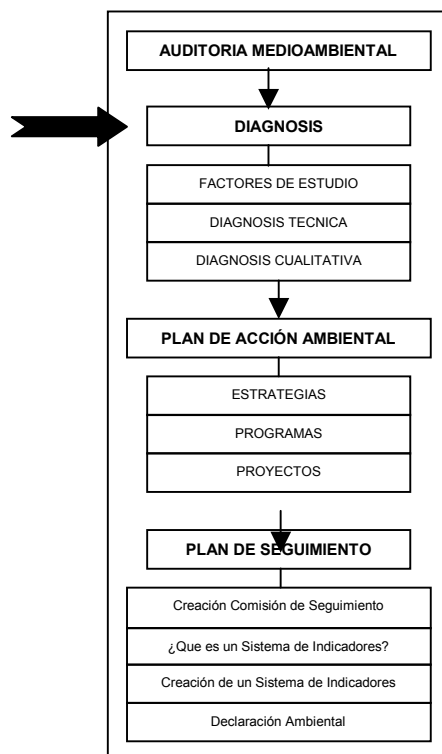 AUDITORIA MEDIOAMBIENTAL
DIAGNOSIS
FACTORES DE ESTUDIO
DIAGNOSIS TECNICA
DIAGNOSIS CUALITATIVA
PLAN DE ACCIÓN AMBIENTAL
ESTRATEGIAS
PROGRAMAS
PROYECTOS
PLAN DE SEGUIMIENTO
Creación Comisión de Seguimiento
¿Que es un Sistema de Indicadores?
Creación de un Sistema de Indicadores
Declaración Ambiental